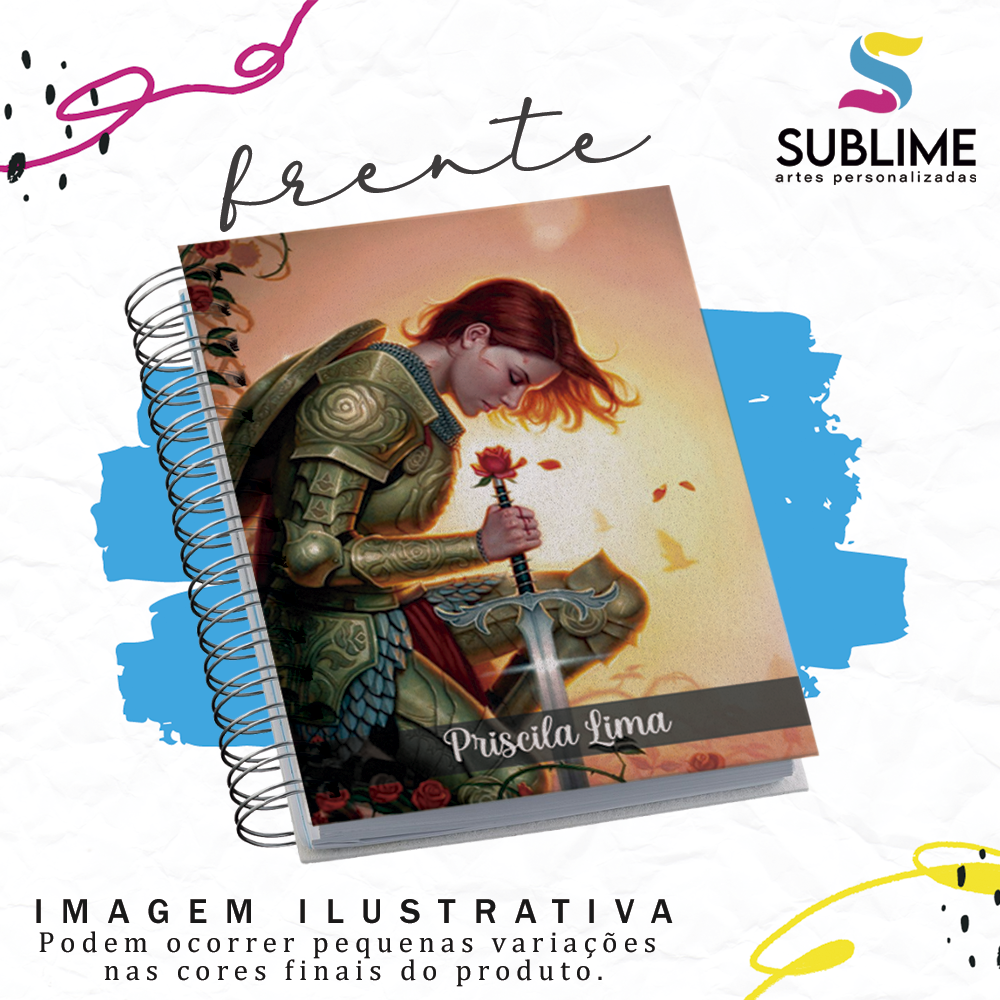 SUBLIME
artes personalizadas
frente
Priscila Lima
IMAGEM ILUSTRATIVA
Podem ocorrer pequenas variações
nas cores finais do produto.